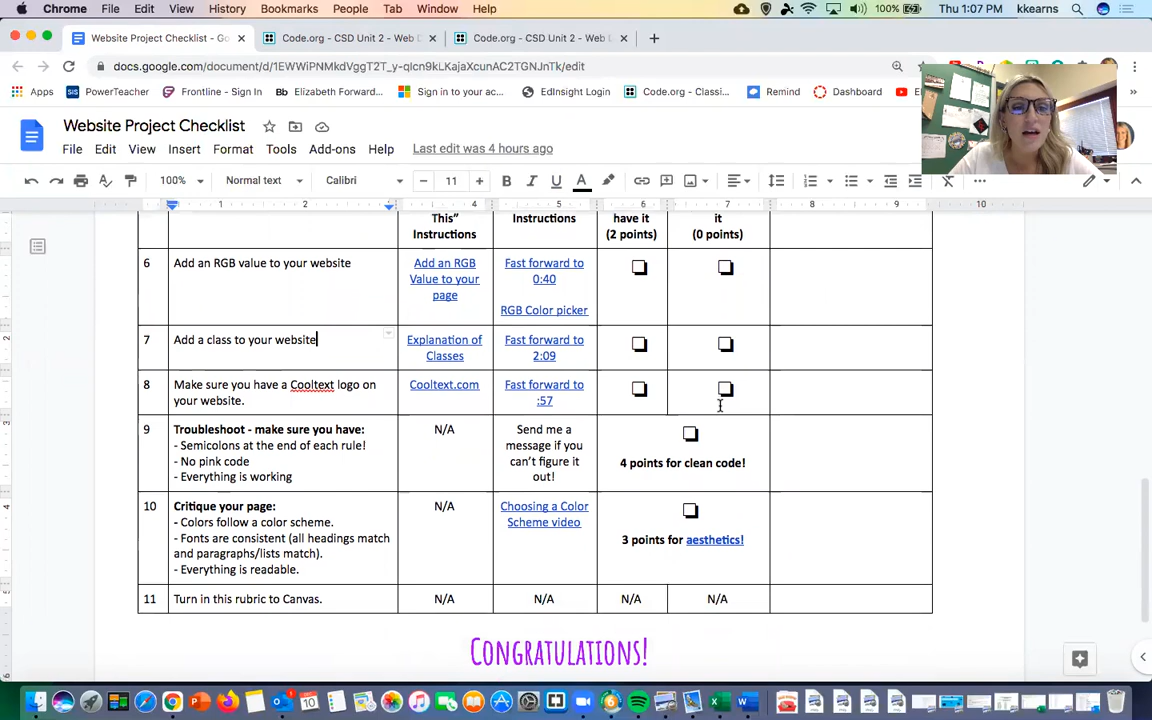 Chrome File Edit View History Bookmarks People Tab Window Help 100% Thu 1:07 PM kkearns
Website Project Checklist - Go Code.org - CSD Unit 2 - Web D Code.org - CSD Unit 2 - Web D
docs.google.com/document/d/1EWWiPNMkdVggT2T_y-qIcn9kLKajaXcunAC2TGNJnTk/edit
Apps PowerTeacher Frontline - Sign In Elizabeth Forward... Sign in to your ac... EdInsight Login Code.org - Classi... Remind Dashboard
Website Project Checklist
File Edit View Insert Format Tools Add-ons Help Last edit was 4 hours ago
100% Normal text Calibri 11 B I U A
1 2 4 5 6 7 8 9 10
This"
Instructions
Instructions
have it
(2 points)
it
(0 points)
6 Add an RGB value to your website
Add an RGB
Value to your
page
Fast forward to
0:40
RGB Color picker
7 Add a class to your website
Explanation of
Classes
Fast forward to
2:09
8 Make sure you have a Cooltext logo on
your website.
Cooltext.com
Fast forward to
:57
9 Troubleshoot - make sure you have:
- Semicolons at the end of each rule!
- No pink code
- Everything is working
N/A
Send me a
message if you
can't figure it
out!
4 points for clean code!
10 Critique your page:
- Colors follow a color scheme.
- Fonts are consistent (all headings match
and paragraphs/lists match).
- Everything is readable.
N/A
Choosing a Color
Scheme video
3 points for aesthetics!
11 Turn in this rubric to Canvas. N/A N/A N/A N/A
Congratulations!